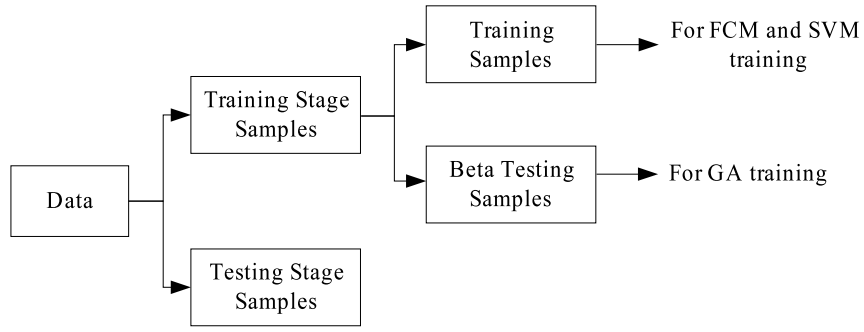 Data
Training Stage
Samples
Testing Stage
Samples
Training
Samples
Beta Testing
Samples
For FCM and SVM
training
For GA training